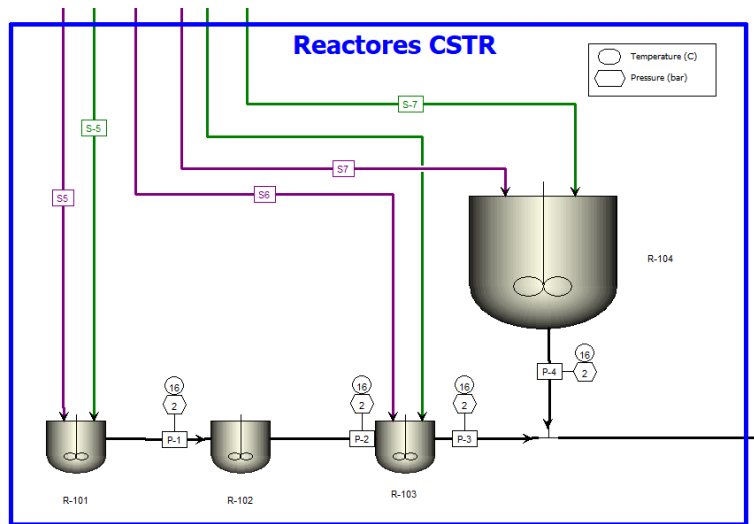 Reactores CSTR
Temperature (C)
Pressure (bar)
S-7
S-5
S7
S5
S6
R-104
16
2
P-4
16
2
P-1
16
2
P-2
16
2
P-3
R-101
R-102
R-103